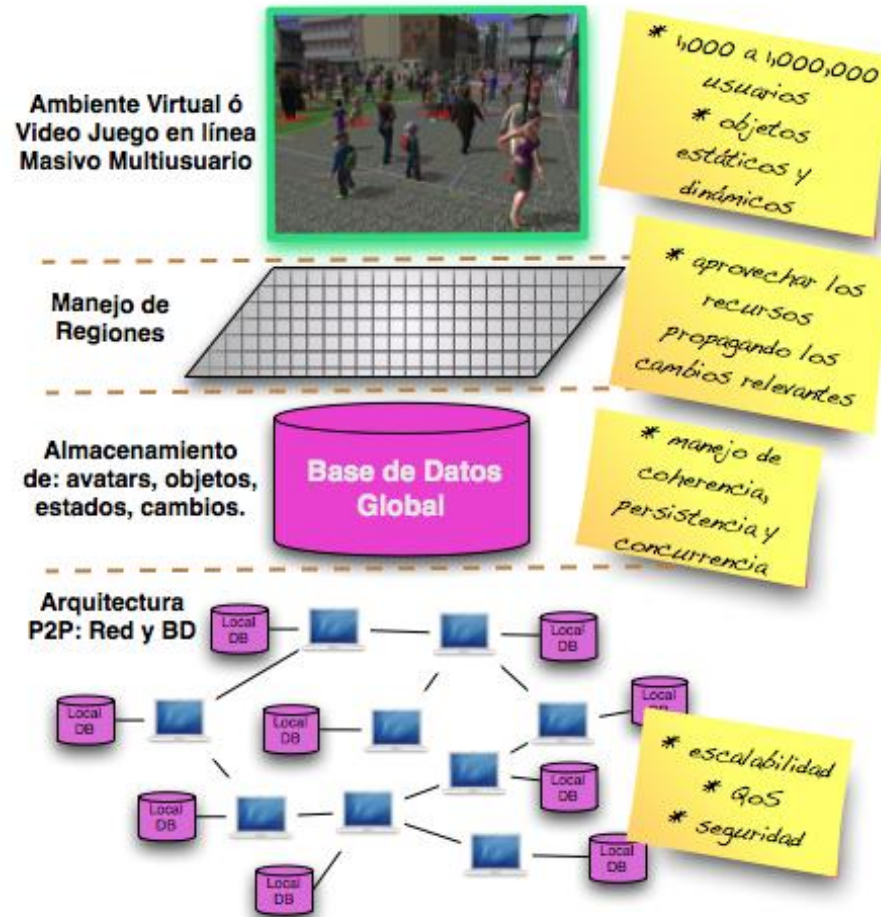 Ambiente Virtual ó
Video Juego en línea
Masivo Multiusuario
* 1,000 a 1,000,000
usuarios
* objetos
estáticos y
dinámicos
Manejo de
Regiones
* aprovechar los
recursos
propagando los
cambios relevantes
Almacenamiento
de: avatars, objetos,
estados, cambios.
Base de Datos
Global
* manejo de
coherencia,
persistencia y
concurrencia
Arquitectura
P2P: Red y BD
Local
DB
Local
DB
Local
DB
Local
DB
Local
DB
Local
DB
Local
DB
Local
DB
Local
DB
* escalabilidad
* QoS
* seguridad